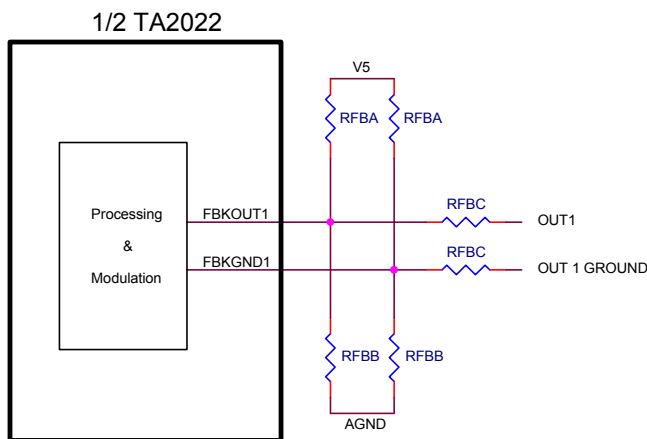 1/2 TA2022
V5
RFBA
RFBA
Processing
&
Modulation
FBKOUT1
RFBC
OUT1
FBKGND1
RFBC
OUT 1 GROUND
RFBB
RFBB
AGND